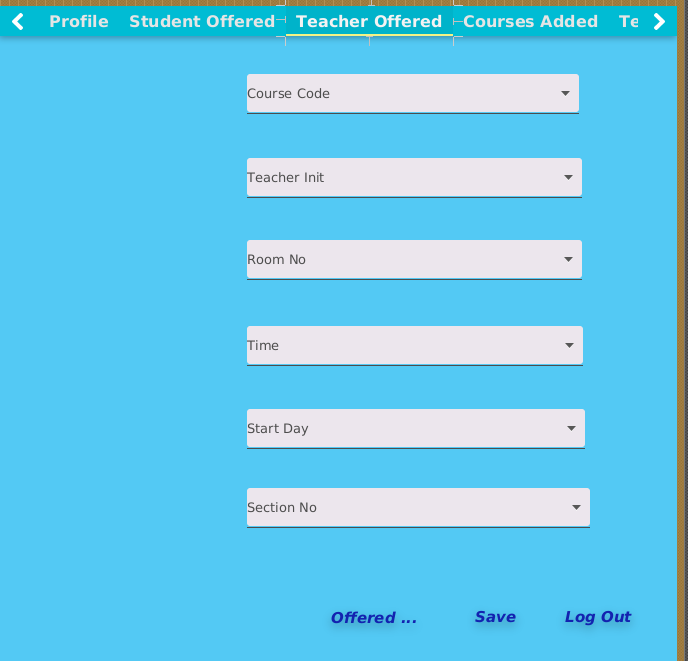 Profile Student Offered Teacher Offered Courses Added Te
Course Code
Teacher Init
Room No
Time
Start Day
Section No
Offered ... Save Log Out